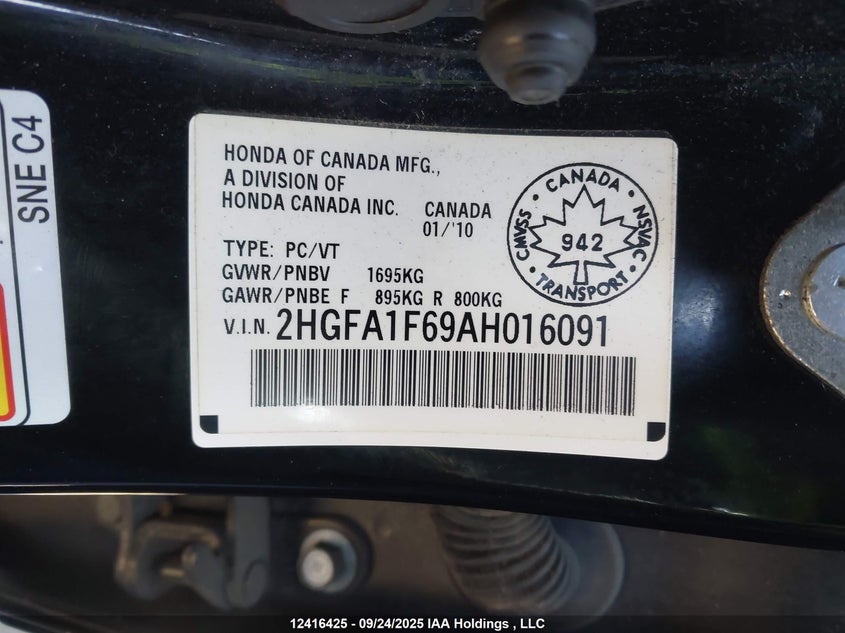 SNE C4
HONDA OF CANADA MFG.,
A DIVISION OF
HONDA CANADA INC. CANADA
01/'10
TYPE: PC/VT
GVWR/PNBV 1695KG
GAWR/PNBE F 895KG R 800KG
V.I.N. 2HGFA1F69AH016091
CANADA
CMVSS
NSVAC
942
TRANSPORT
12416425 - 09/24/2025 IAA Holdings , LLC